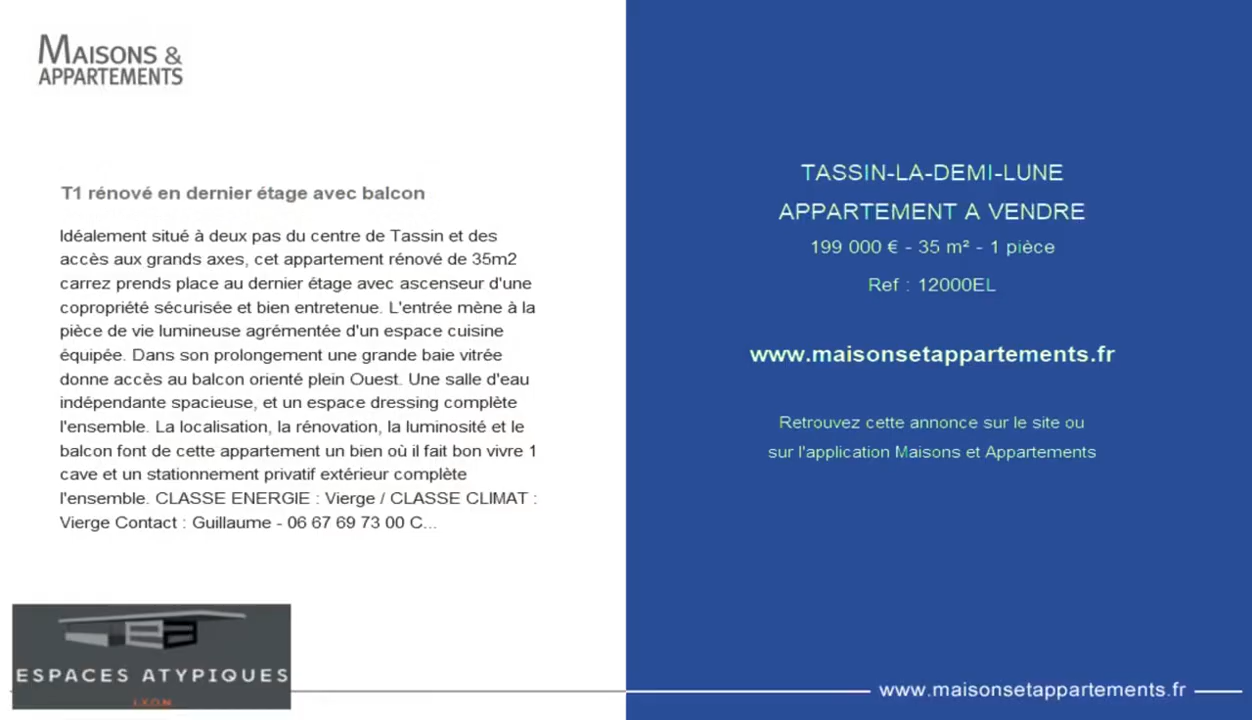 MAISONS &
APPARTEMENTS
T1 rénové en dernier étage avec balcon
Idéalement situé à deux pas du centre de Tassin et des
accès aux grands axes, cet appartement rénové de 35m2
carrez prends place au dernier étage avec ascenseur d'une
copropriété sécurisée et bien entretenue. L'entrée mène à la
pièce de vie lumineuse agrémentée d'un espace cuisine
équipée. Dans son prolongement une grande baie vitrée
donne accès au balcon orienté plein Ouest. Une salle d'eau
indépendante spacieuse, et un espace dressing complète
l'ensemble. La localisation, la rénovation, la luminosité et le
balcon font de cette appartement un bien où il fait bon vivre 1
cave et un stationnement privatif extérieur complète
l'ensemble. CLASSE ENERGIE : Vierge / CLASSE CLIMAT :
Vierge Contact : Guillaume - 06 67 69 73 00 C...
ESPACES ATYPIQUES
LYON
TASSIN-LA-DEMI-LUNE
APPARTEMENT A VENDRE
199 000 € - 35 m² - 1 pièce
Ref : 12000EL
www.maisonsetappartements.fr
Retrouvez cette annonce sur le site ou
sur l'application Maisons et Appartements
www.maisonsetappartements.fr